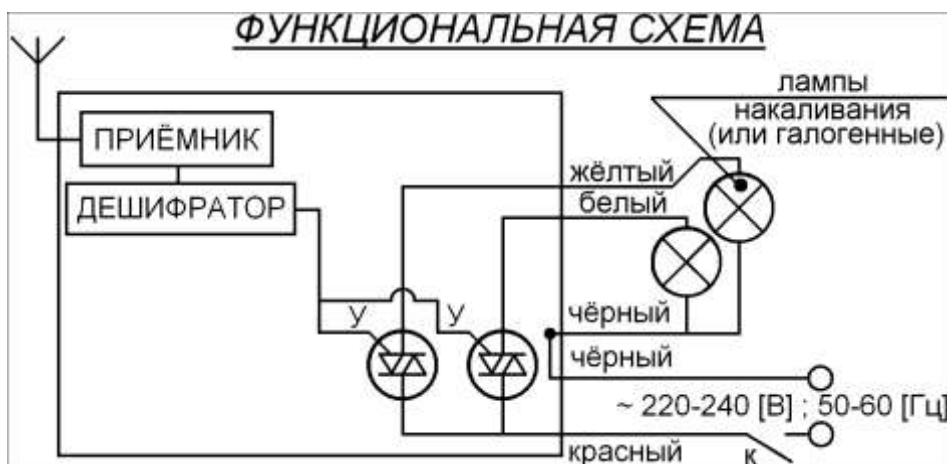 ФУНКЦИОНАЛЬНАЯ СХЕМА
лампы
накаливания
(или галогенные)
ПРИЁМНИК
жёлтый
ДЕШИФРАТОР
белый
У
У
чёрный
чёрный
~ 220-240 [В] ; 50-60 [Гц]
красный
к